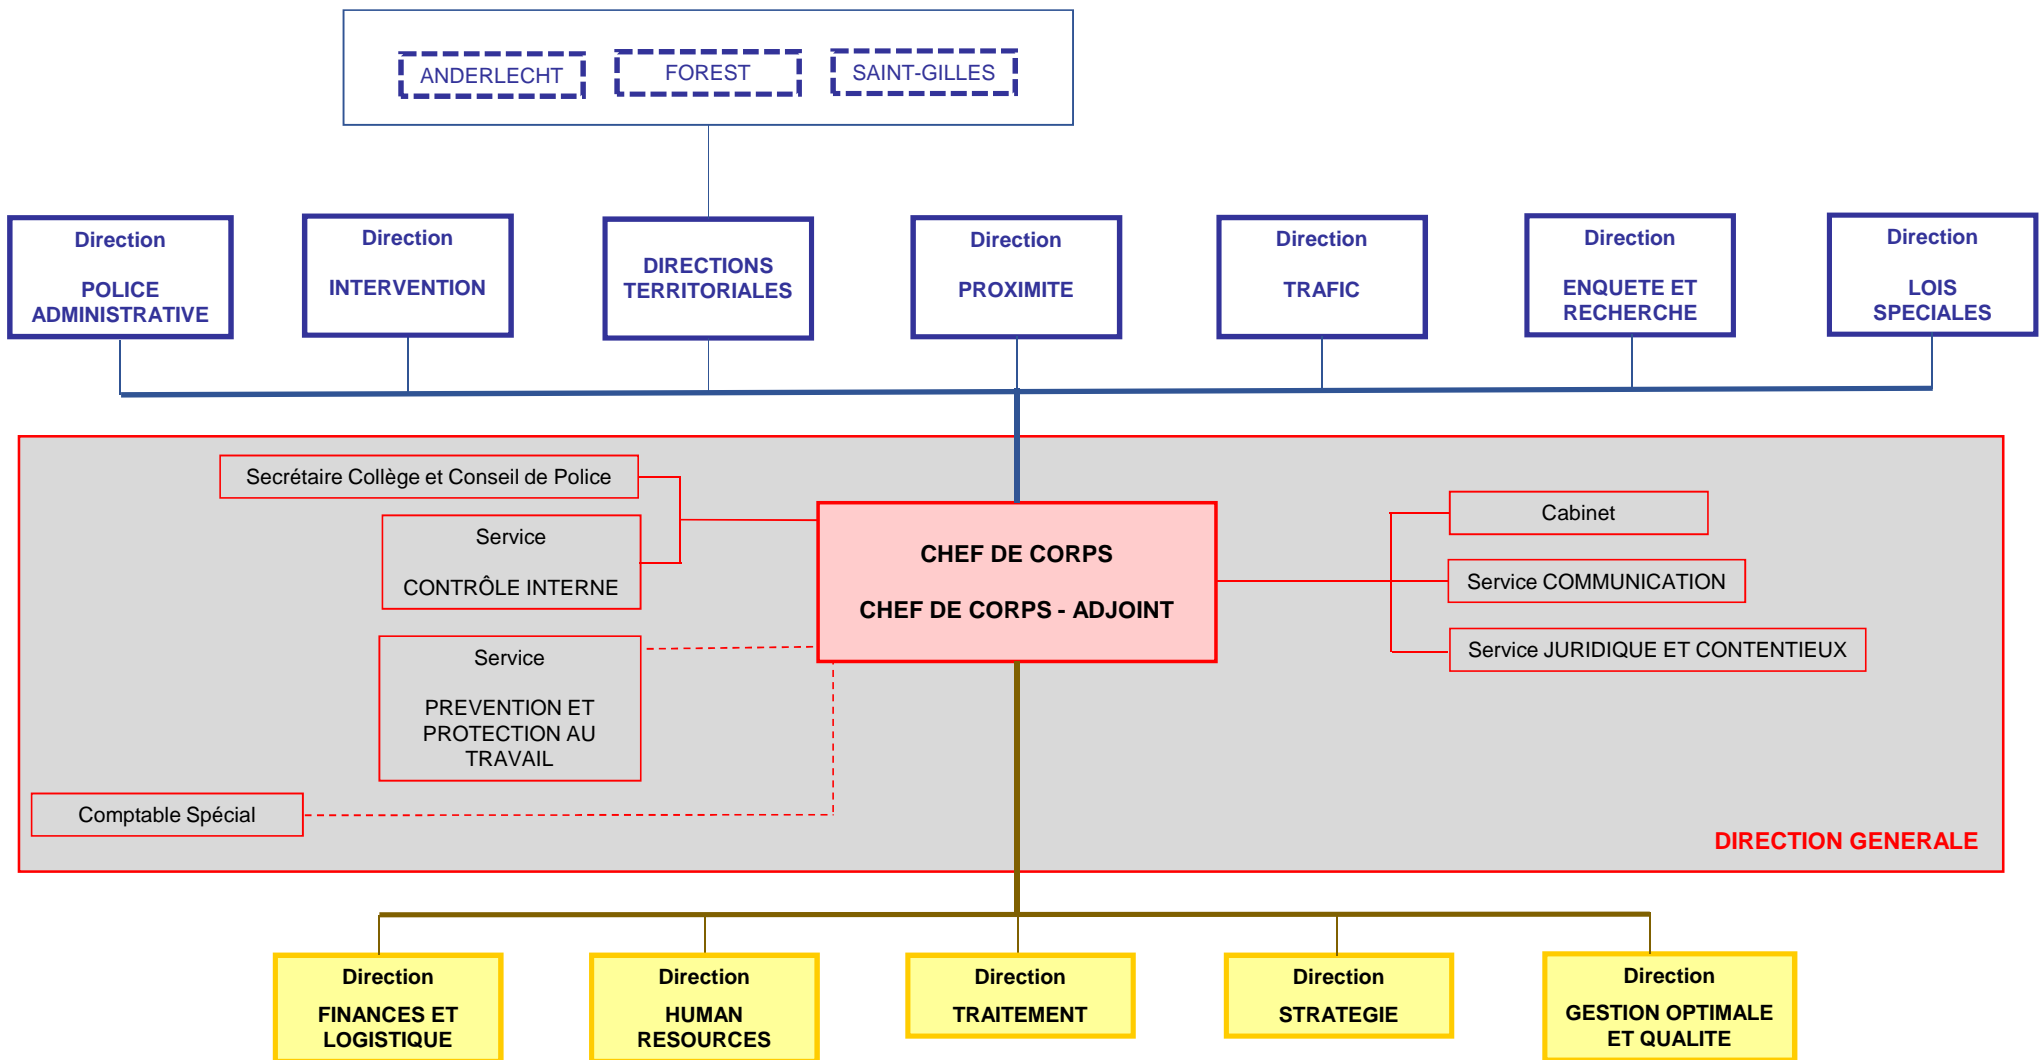 ANDERLECHT
FOREST
SAINT-GILLES
Direction
POLICE
ADMINISTRATIVE
Direction
INTERVENTION
DIRECTIONS
TERRITORIALES
Direction
PROXIMITE
Direction
TRAFIC
Direction
ENQUETE ET
RECHERCHE
Direction
LOIS
SPECIALES
Secrétaire Collège et Conseil de Police
Service
CONTRÔLE INTERNE
Service
PREVENTION ET
PROTECTION AU
TRAVAIL
Comptable Spécial
CHEF DE CORPS
CHEF DE CORPS - ADJOINT
Cabinet
Service COMMUNICATION
Service JURIDIQUE ET CONTENTIEUX
DIRECTION GENERALE
Direction
FINANCES ET
LOGISTIQUE
Direction
HUMAN
RESOURCES
Direction
TRAITEMENT
Direction
STRATEGIE
Direction
GESTION OPTIMALE
ET QUALITE